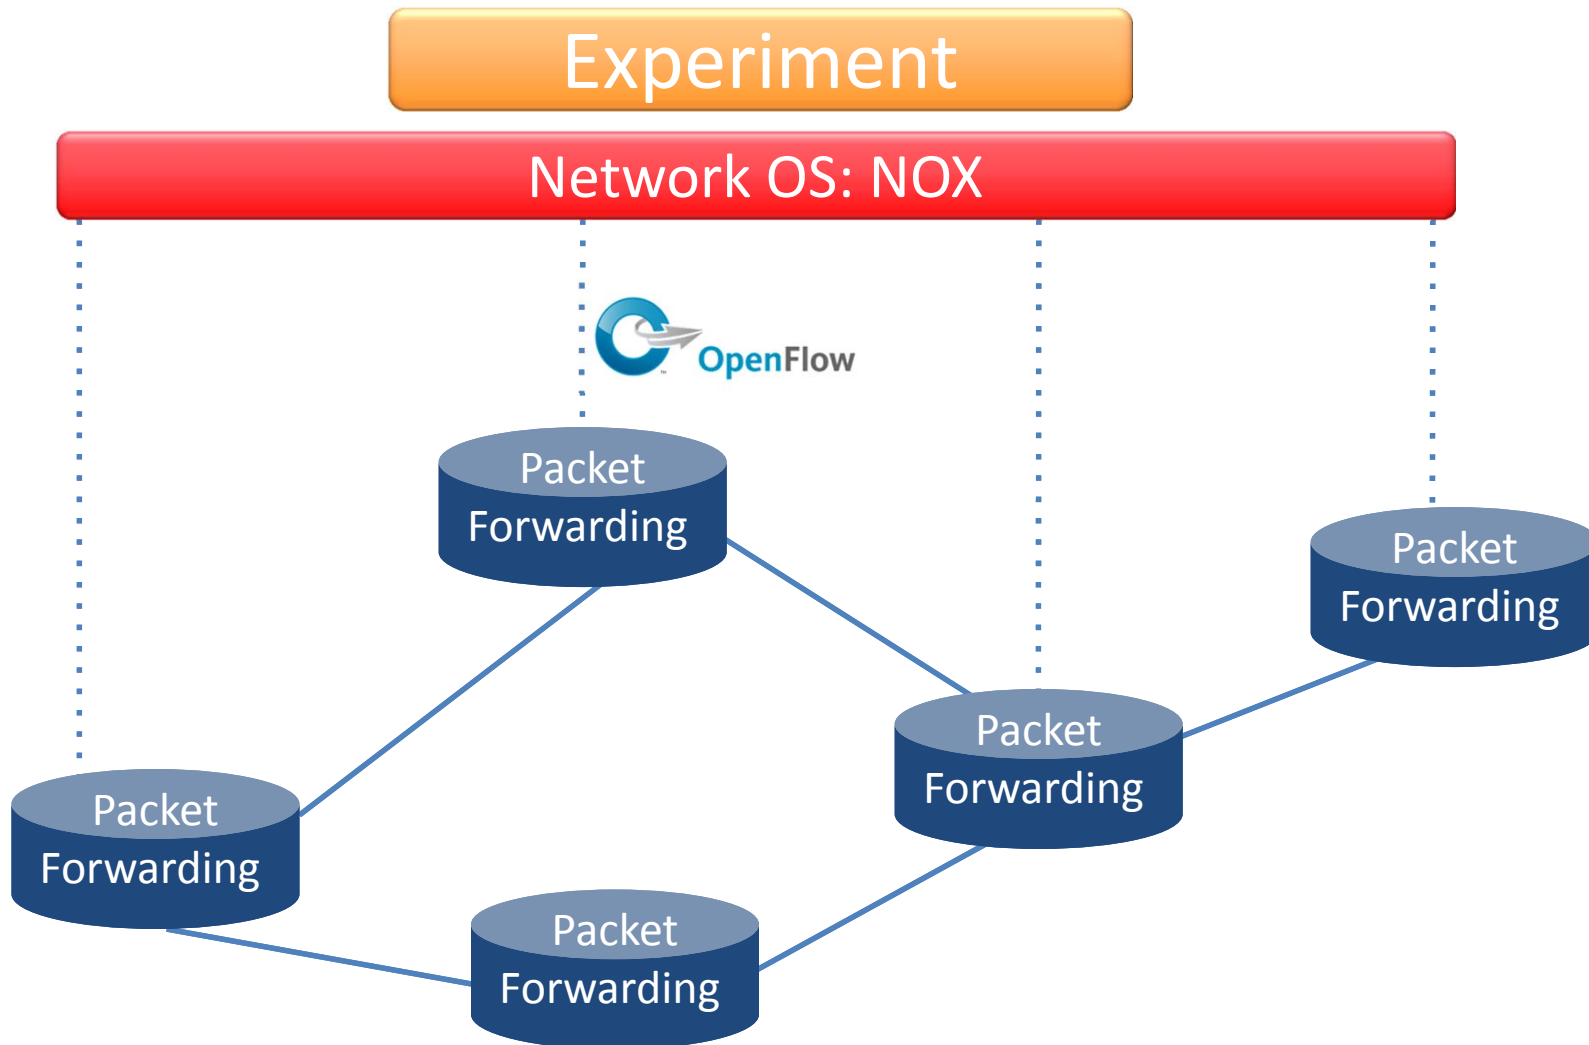 Experiment
Network OS: NOX
OpenFlow
Packet
Forwarding
Packet
Forwarding
Packet
Forwarding
Packet
Forwarding
Packet
Forwarding